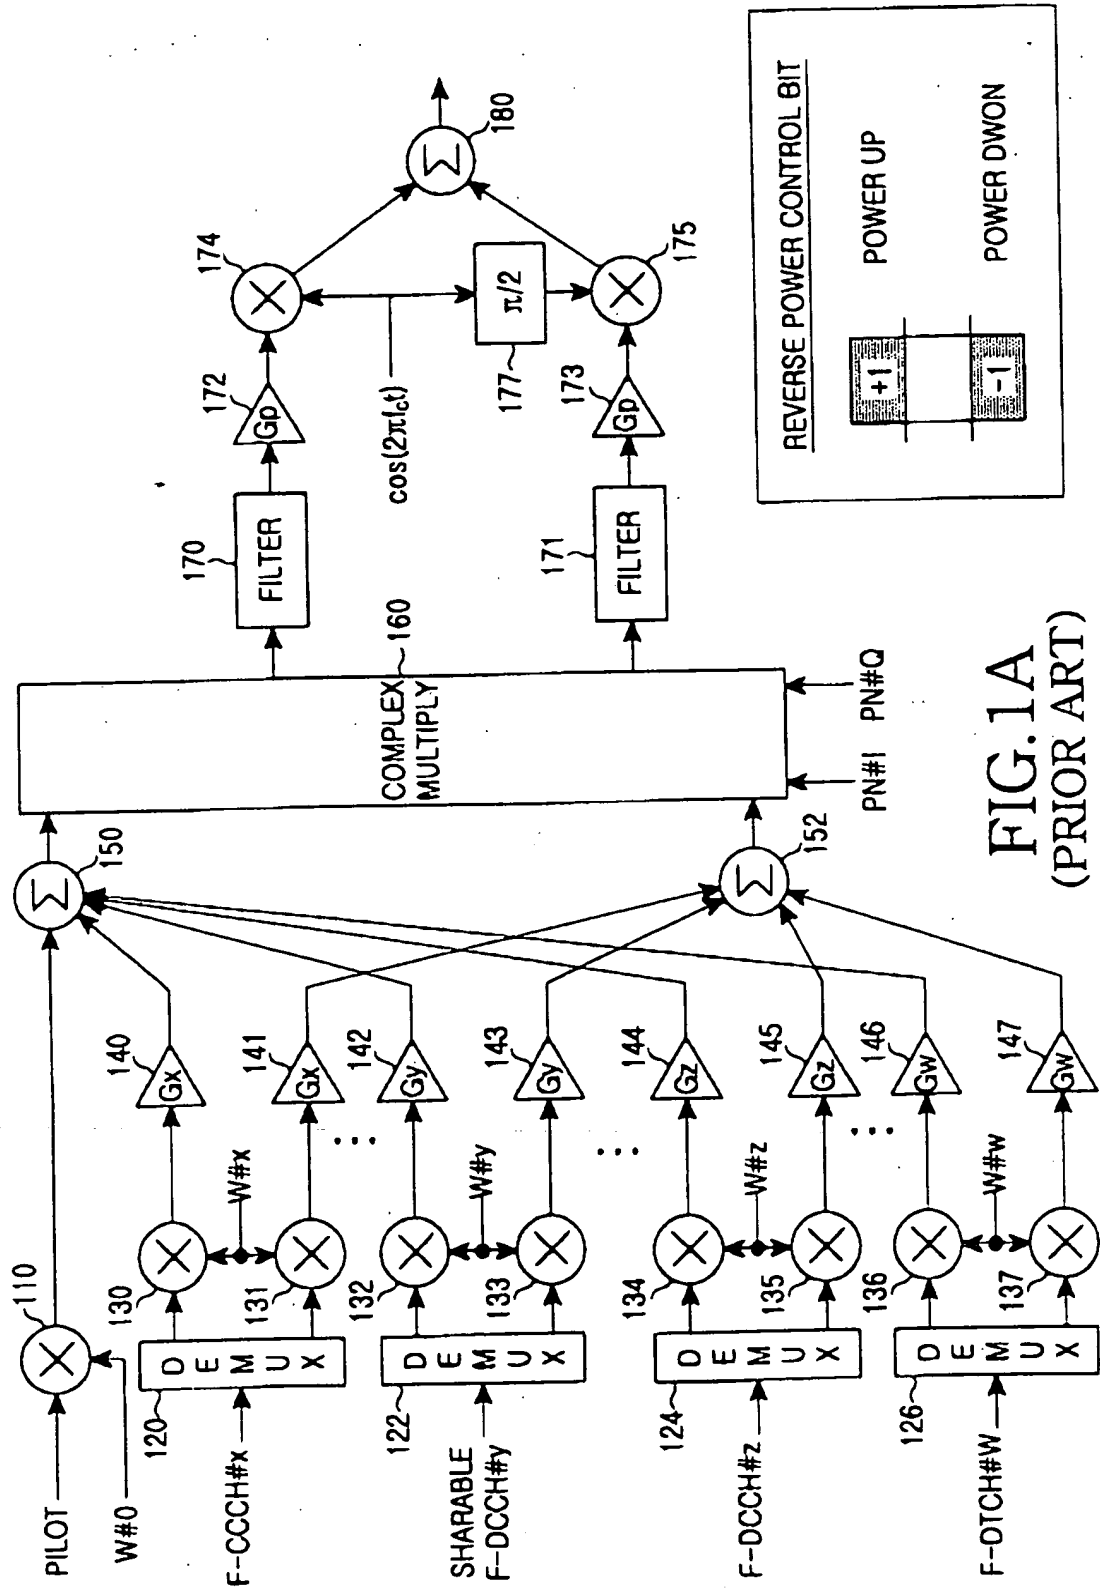 PILOT
W#0
110
F-CCCH#x
120
D E M U X
130
131
W#x
140
Gx
141
Gx
...
SHARABLE
F-DCCH#y
122
D E M U X
132
133
W#y
142
Gy
143
Gy
...
F-DCCH#z
124
D E M U X
134
135
W#z
144
Gz
145
Gz
...
F-DTCH#W
126
D E M U X
136
137
W#w
146
Gw
147
Gw
Σ
150
Σ
152
COMPLEX
MULTIPLY
160
PN#I
PN#Q
170
FILTER
172
Gp
174
cos(2πfct)
π/2
177
171
FILTER
173
Gp
175
Σ
180
REVERSE POWER CONTROL BIT
+1
POWER UP
-1
POWER DWON
FIG.1A
(PRIOR ART)